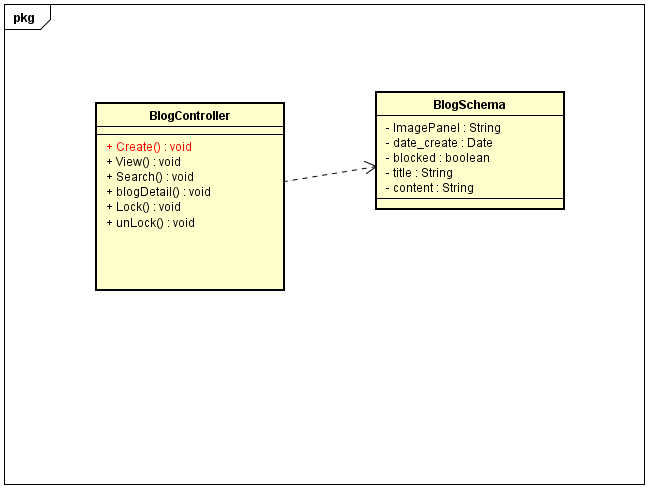 pkg
BlogController
+ Create() : void
+ View() : void
+ Search() : void
+ blogDetail() : void
+ Lock() : void
+ unLock() : void
BlogSchema
- ImagePanel : String
- date_create : Date
- blocked : boolean
- title : String
- content : String